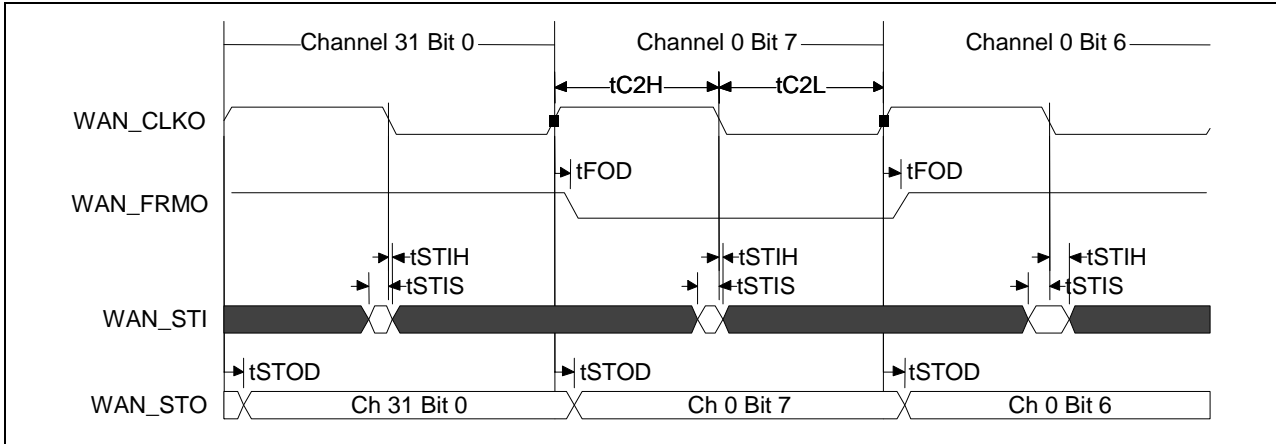 Channel 31 Bit 0 Channel 0 Bit 7 Channel 0 Bit 6
tC2H tC2L
WAN_CLKO
tFOD tFOD
WAN_FRMO
tSTIH tSTIH tSTIH
tSTIS tSTIS tSTIS
WAN_STI
tSTOD tSTOD tSTOD
WAN_STO Ch 31 Bit 0 Ch 0 Bit 7 Ch 0 Bit 6